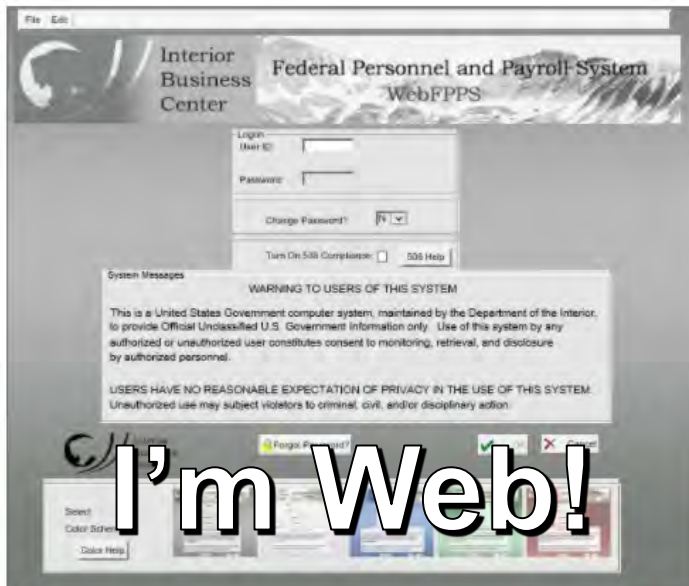 File Edit
Interior
Business
Center
Federal Personnel and Payroll System
WebFPPS
Logon
User ID:
Password:
Change Password? N
Turn On 508 Compliance: 508 Help
System Messages
WARNING TO USERS OF THIS SYSTEM
This is a United States Government computer system, maintained by the Department of the Interior,
to provide Official Unclassified U.S. Government information only. Use of this system by any
authorized or unauthorized user constitutes consent to monitoring, retrieval, and disclosure
by authorized personnel.
USERS HAVE NO REASONABLE EXPECTATION OF PRIVACY IN THE USE OF THIS SYSTEM.
Unauthorized use may subject violators to criminal, civil, and/or disciplinary action.
Forgot Password? Cancel
I'm Web!
Select
Color Scheme
Color Help